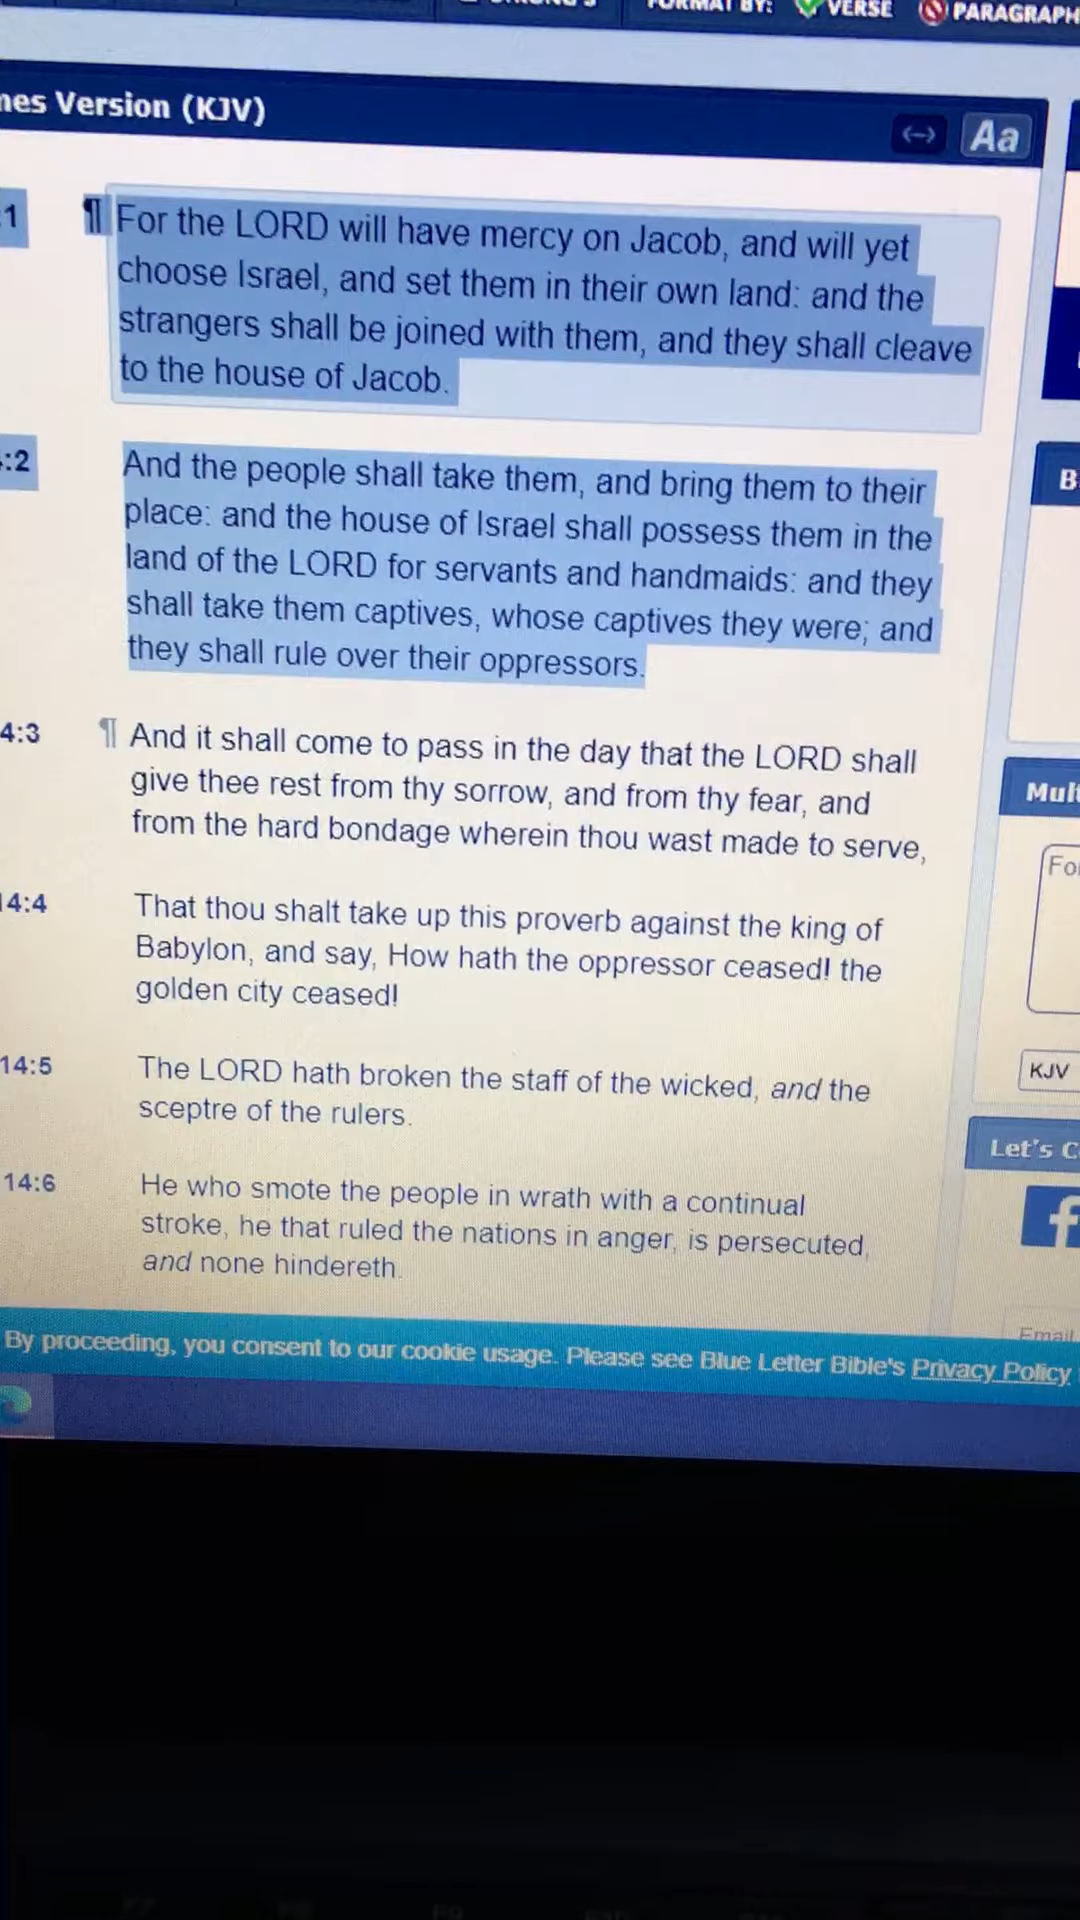 FORMAT BY: VERSE PARAGRAPH
mes Version (KJV)
Aa
:1 ¶ For the LORD will have mercy on Jacob, and will yet
choose Israel, and set them in their own land: and the
strangers shall be joined with them, and they shall cleave
to the house of Jacob.
:2 And the people shall take them, and bring them to their
place: and the house of Israel shall possess them in the
land of the LORD for servants and handmaids: and they
shall take them captives, whose captives they were; and
they shall rule over their oppressors.
4:3 ¶ And it shall come to pass in the day that the LORD shall
give thee rest from thy sorrow, and from thy fear, and
from the hard bondage wherein thou wast made to serve,
14:4 That thou shalt take up this proverb against the king of
Babylon, and say, How hath the oppressor ceased! the
golden city ceased!
14:5 The LORD hath broken the staff of the wicked, and the
sceptre of the rulers.
14:6 He who smote the people in wrath with a continual
stroke, he that ruled the nations in anger, is persecuted,
and none hindereth.
B
Mult
For
KJV
Let's C
f
Email
By proceeding, you consent to our cookie usage. Please see Blue Letter Bible's Privacy Policy